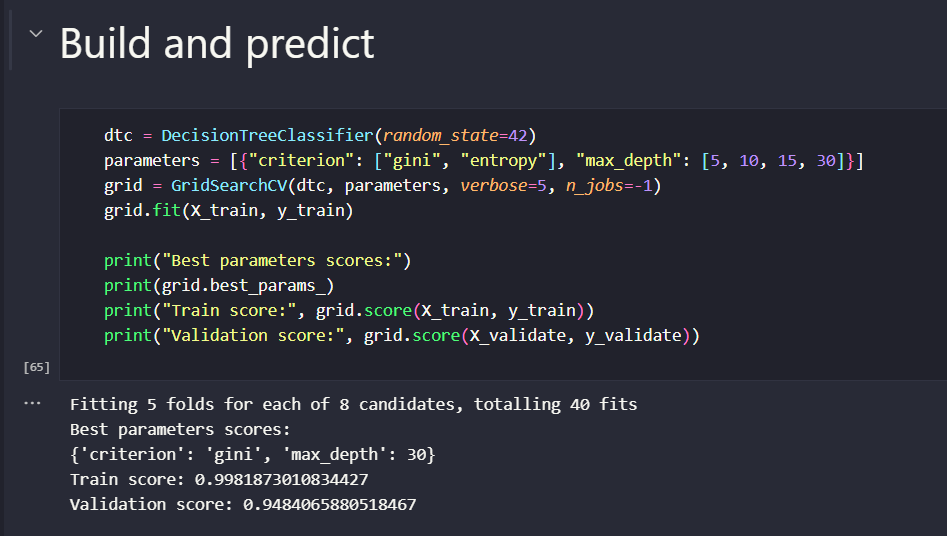 Build and predict
dtc = DecisionTreeClassifier(random_state=42)
parameters = [{"criterion": ["gini", "entropy"], "max_depth": [5, 10, 15, 30]}]
grid = GridSearchCV(dtc, parameters, verbose=5, n_jobs=-1)
grid.fit(X_train, y_train)
print("Best parameters scores:")
print(grid.best_params_)
print("Train score:", grid.score(X_train, y_train))
print("Validation score:", grid.score(X_validate, y_validate))
[65]
...
Fitting 5 folds for each of 8 candidates, totalling 40 fits
Best parameters scores:
{'criterion': 'gini', 'max_depth': 30}
Train score: 0.9981873010834427
Validation score: 0.9484065880518467